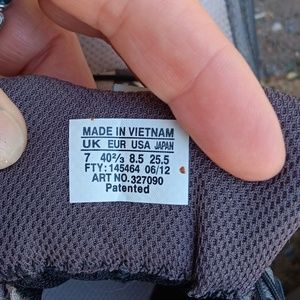 MADE IN VIETNAM
UK EUR USA JAPAN
7 40²/₃ 8.5 25.5
FTY: 145464 06/12
ART NO. 327090
Patented